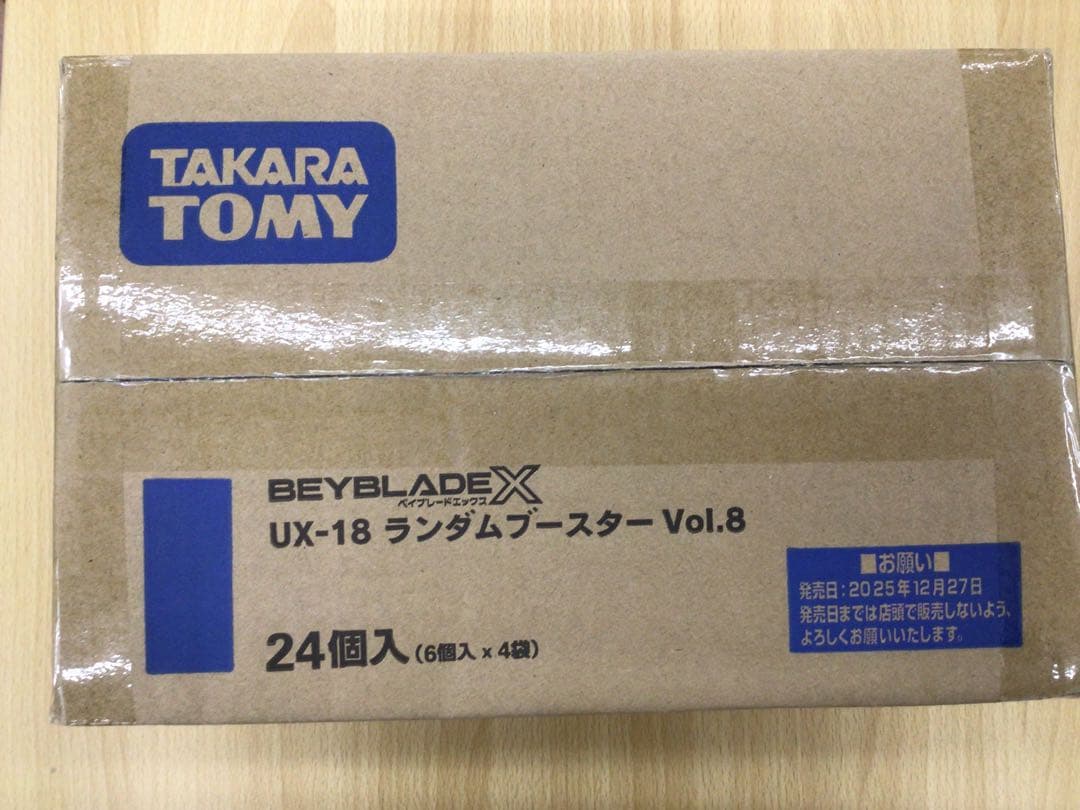 TAKARA
TOMY
BEYBLADE X
ベイブレードエックス
UX-18 ランダムブースター Vol.8
24個入（6個入 x 4袋）
■お願い■
発売日：2025年12月27日
発売日までは店頭で販売しないよう、
よろしくお願いいたします。